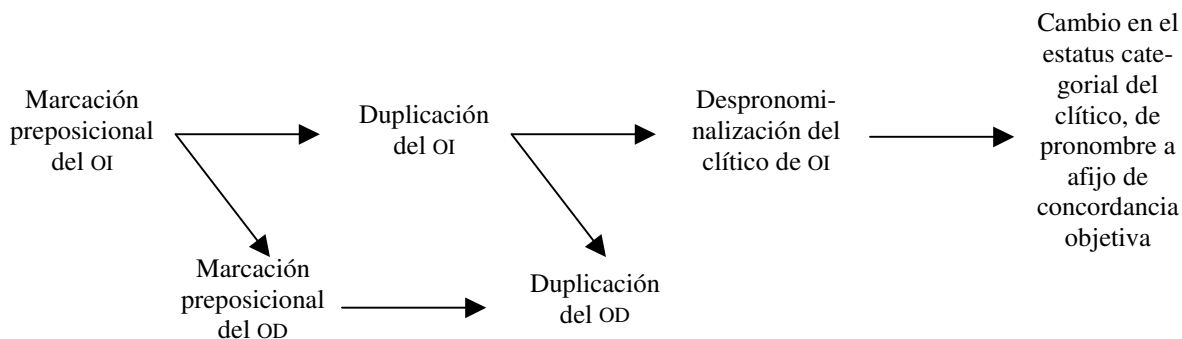 Marcación
preposicional
del OI
Duplicación
del OI
Despronomi-
nalización del
clítico de OI
Cambio en el
estatus cate-
gorial del
clítico, de
pronombre a
afijo de
concordancia
objetiva
Marcación
preposicional
del OD
Duplicación
del OD